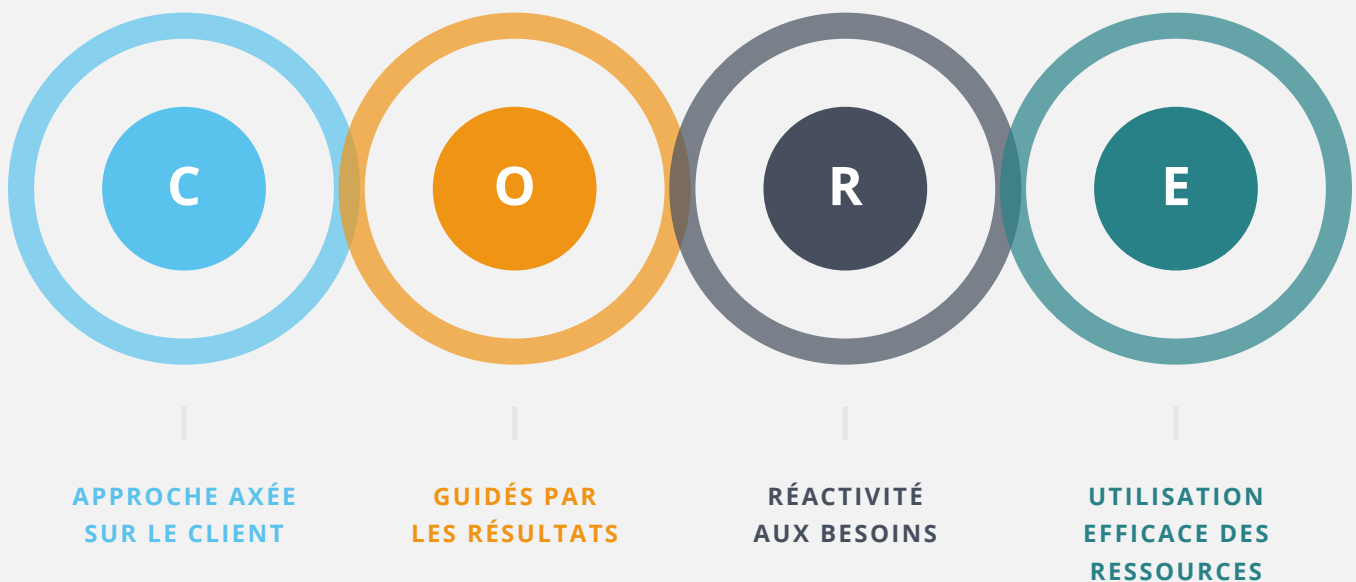 C
O
R
E
APPROCHE AXÉE
SUR LE CLIENT
GUIDÉS PAR
LES RÉSULTATS
RÉACTIVITÉ
AUX BESOINS
UTILISATION
EFFICACE DES
RESSOURCES